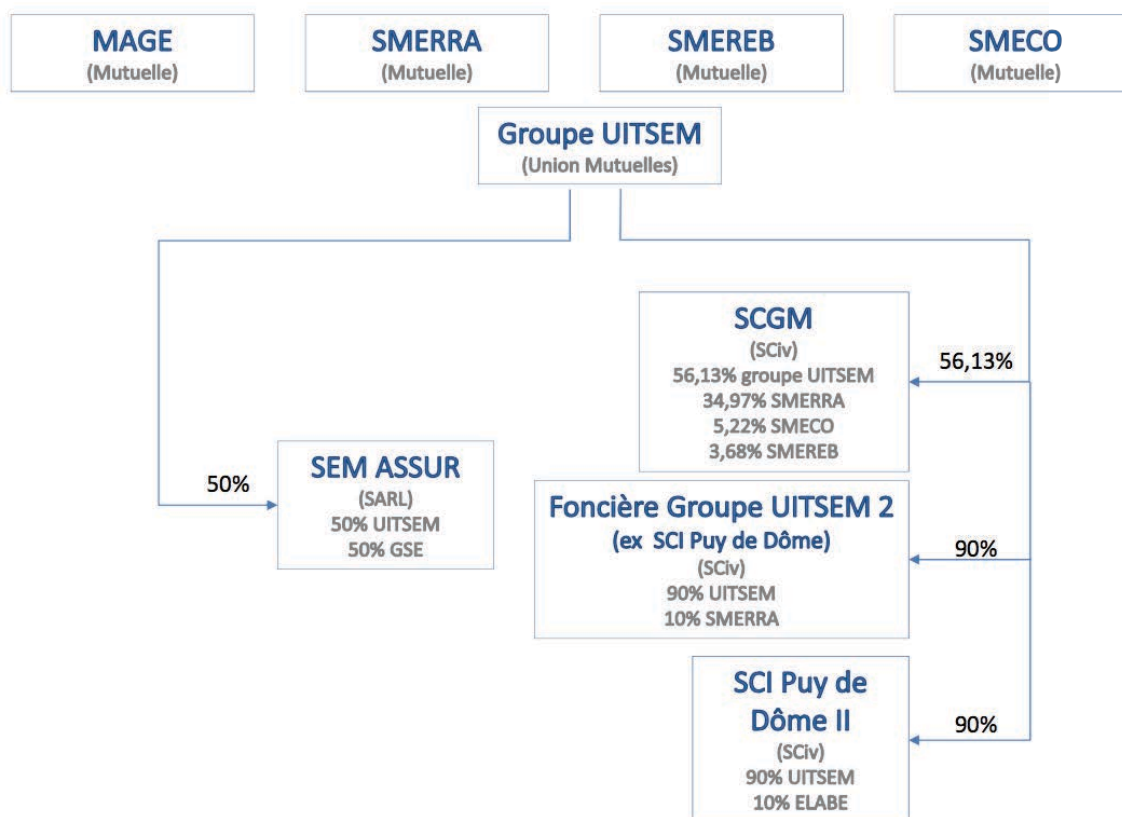 MAGE
(Mutuelle)
SMERRA
(Mutuelle)
SMEREB
(Mutuelle)
SMECO
(Mutuelle)
Groupe UITSEM
(Union Mutuelles)
SCGM
(SCiv)
56,13% groupe UITSEM
34,97% SMERRA
5,22% SMECO
3,68% SMEREB
56,13%
50%
SEM ASSUR
(SARL)
50% UITSEM
50% GSE
Foncière Groupe UITSEM 2
(ex SCI Puy de Dôme)
(SCiv)
90% UITSEM
10% SMERRA
90%
SCI Puy de
Dôme II
(SCiv)
90% UITSEM
10% ELABE
90%